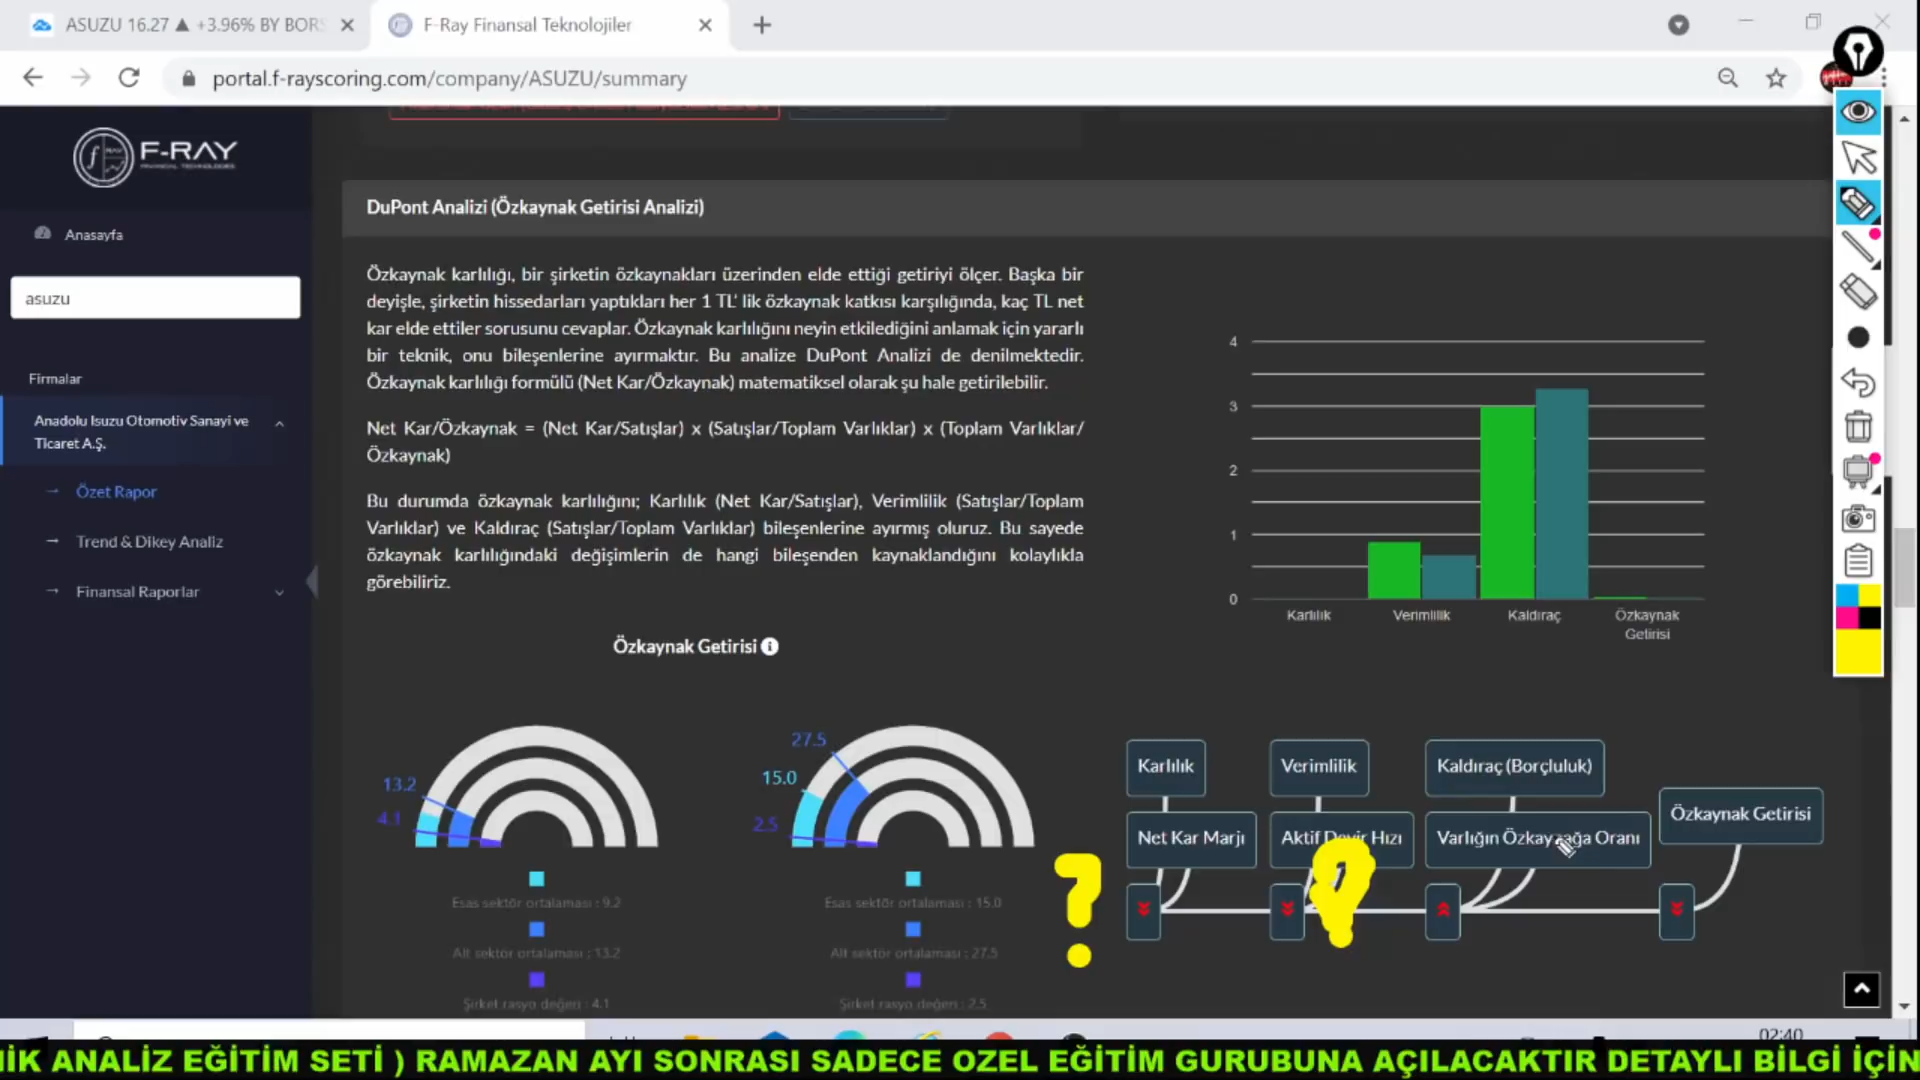 ASUZU 16.27 ▲ +3.96% BY BORS
F-Ray Finansal Teknolojiler
portal.f-rayscoring.com/company/ASUZU/summary
F-RAY
Anasayfa
asuzu
Firmalar
Anadolu Isuzu Otomotiv Sanayi ve
Ticaret A.Ş.
Özet Rapor
Trend & Dikey Analiz
Finansal Raporlar
DuPont Analizi (Özkaynak Getirisi Analizi)
Özkaynak karlılığı, bir şirketin özkaynakları üzerinden elde ettiği getiriyi ölçer. Başka bir
deyişle, şirketin hissedarları yaptıkları her 1 TL' lik özkaynak katkısı karşılığında, kaç TL net
kar elde ettiler sorusunu cevaplar. Özkaynak karlılığını neyin etkilediğini anlamak için yararlı
bir teknik, onu bileşenlerine ayırmaktır. Bu analize DuPont Analizi de denilmektedir.
Özkaynak karlılığı formülü (Net Kar/Özkaynak) matematiksel olarak şu hale getirilebilir.
Net Kar/Özkaynak = (Net Kar/Satışlar) x (Satışlar/Toplam Varlıklar) x (Toplam Varlıklar/
Özkaynak)
Bu durumda özkaynak karlılığını; Karlılık (Net Kar/Satışlar), Verimlilik (Satışlar/Toplam
Varlıklar) ve Kaldıraç (Satışlar/Toplam Varlıklar) bileşenlerine ayırmış oluruz. Bu sayede
özkaynak karlılığındaki değişimlerin de hangi bileşenden kaynaklandığını kolaylıkla
görebiliriz.
4
3
2
1
0
Karlılık
Verimlilik
Kaldıraç
Özkaynak
Getirisi
Özkaynak Getirisi
13.2
4.1
Esas sektör ortalaması : 9.2
Alt sektör ortalaması : 13.2
Şirket rasyo değeri : 4.1
27.5
15.0
2.5
Esas sektör ortalaması : 15.0
Alt sektör ortalaması : 27.5
Şirket rasyo değeri : 2.5
Karlılık
Verimlilik
Kaldıraç (Borçluluk)
Özkaynak Getirisi
Net Kar Marjı
Aktif Devir Hızı
Varlığın Özkaynağa Oranı
?
?
02:40
İK ANALİZ EĞİTİM SETİ ) RAMAZAN AYI SONRASI SADECE OZEL EĞİTİM GURUBUNA AÇILACAKTIR DETAYLI BİLGİ İÇİN